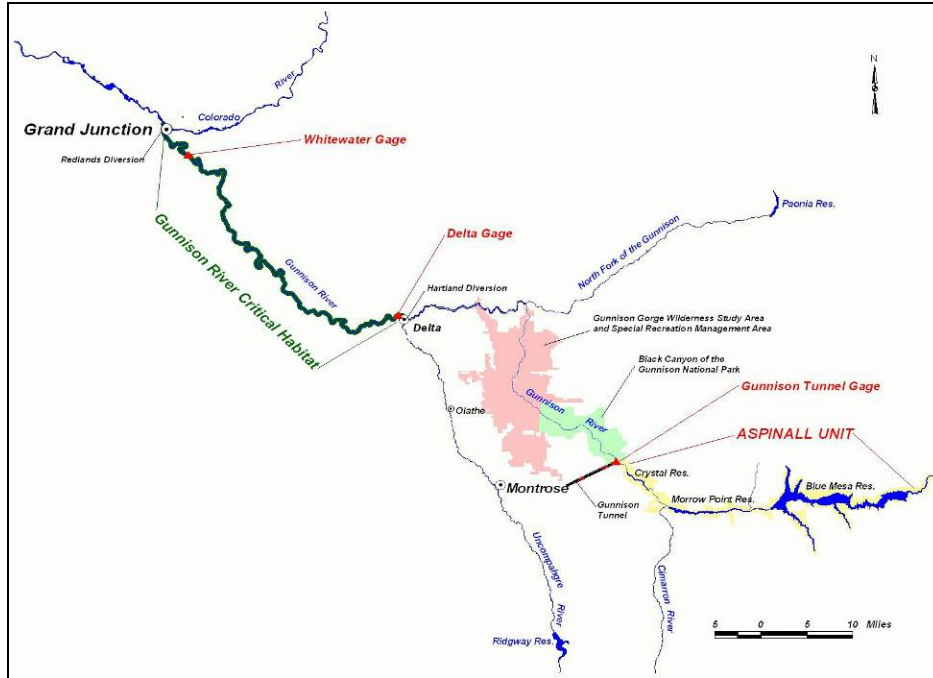 N
Colorado
River
Grand Junction
Redlands Diversion
Whitewater Gage
Gunnison River Critical Habitat
Gunnison River
Delta Gage
Hartland Diversion
Delta
North Fork of the Gunnison
Paonia Res.
Gunnison Gorge Wilderness Study Area
and Special Recreation Management Area
Black Canyon of the
Gunnison National Park
Gunnison Tunnel Gage
Gunnison
River
Olathe
ASPINALL UNIT
Crystal Res.
Montrose
Gunnison
Tunnel
Morrow Point Res.
Blue Mesa Res.
Uncompahgre
River
Cimarron River
Ridgway Res.
5 0 5 10 Miles